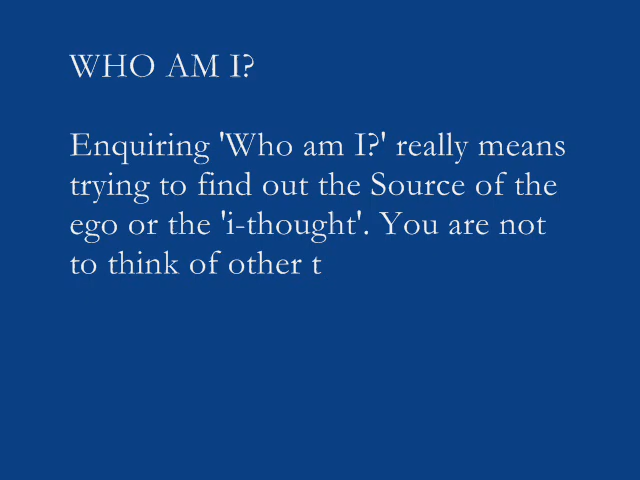 WHO AM I?
Enquiring 'Who am I?' really means
trying to find out the Source of the
ego or the 'i-thought'. You are not
to think of other t